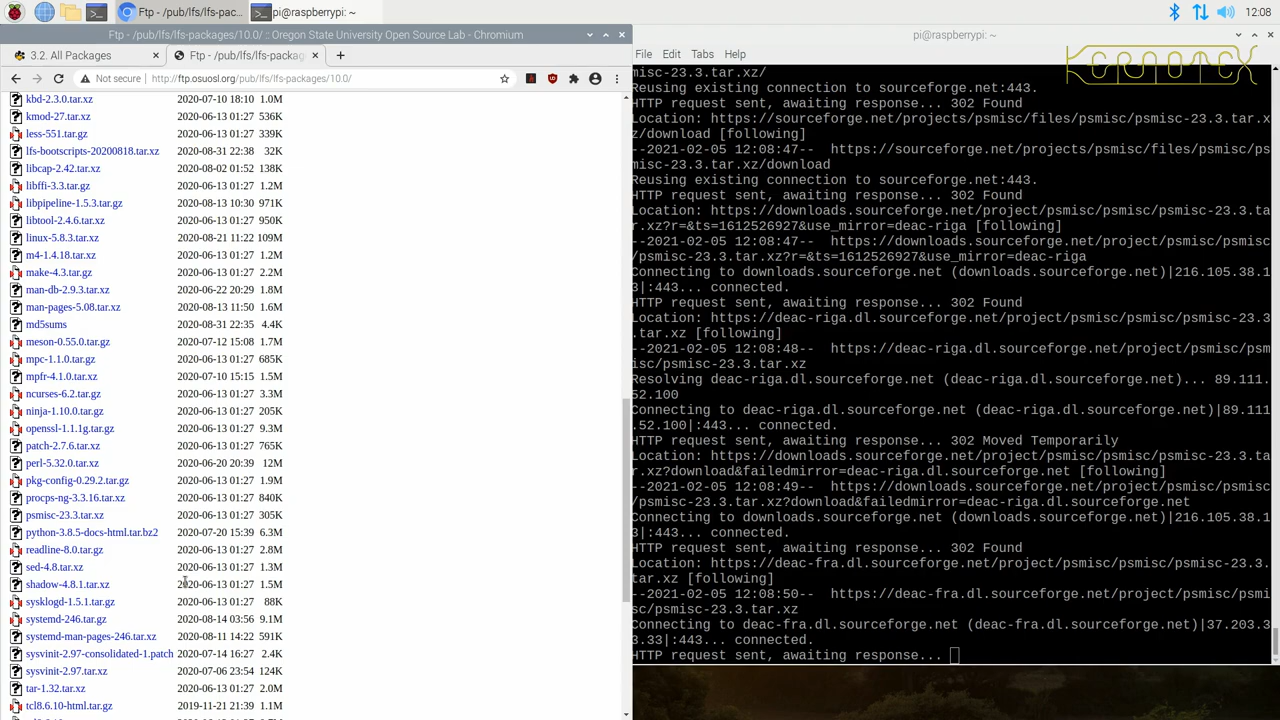 Ftp - /pub/lfs/lfs-pac...
pi@raspberrypi: ~
12:08
Ftp - /pub/lfs/lfs-packages/10.0/ :: Oregon State University Open Source Lab - Chromium
3.2. All Packages
Ftp - /pub/lfs/lfs-packages
Not secure | http://ftp.osuosl.org/pub/lfs/lfs-packages/10.0/
kbd-2.3.0.tar.xz 2020-07-10 18:10 1.0M
kmod-27.tar.xz 2020-06-13 01:27 536K
less-551.tar.gz 2020-06-13 01:27 339K
lfs-bootscripts-20200818.tar.xz 2020-08-31 22:38 32K
libcap-2.42.tar.xz 2020-08-02 01:52 138K
libffi-3.3.tar.gz 2020-06-13 01:27 1.2M
libpipeline-1.5.3.tar.gz 2020-08-13 10:30 971K
libtool-2.4.6.tar.xz 2020-06-13 01:27 950K
linux-5.8.3.tar.xz 2020-08-21 11:22 109M
m4-1.4.18.tar.xz 2020-06-13 01:27 1.2M
make-4.3.tar.gz 2020-06-13 01:27 2.2M
man-db-2.9.3.tar.xz 2020-06-22 20:29 1.8M
man-pages-5.08.tar.xz 2020-08-13 11:50 1.6M
md5sums 2020-08-31 22:35 4.4K
meson-0.55.0.tar.gz 2020-07-12 15:08 1.7M
mpc-1.1.0.tar.gz 2020-06-13 01:27 685K
mpfr-4.1.0.tar.xz 2020-07-10 15:15 1.5M
ncurses-6.2.tar.gz 2020-06-13 01:27 3.3M
ninja-1.10.0.tar.gz 2020-06-13 01:27 205K
openssl-1.1.1g.tar.gz 2020-06-13 01:27 9.3M
patch-2.7.6.tar.xz 2020-06-13 01:27 765K
perl-5.32.0.tar.xz 2020-06-20 20:39 12M
pkg-config-0.29.2.tar.gz 2020-06-13 01:27 1.9M
procps-ng-3.3.16.tar.xz 2020-06-13 01:27 840K
psmisc-23.3.tar.xz 2020-06-13 01:27 305K
python-3.8.5-docs-html.tar.bz2 2020-07-20 15:39 6.3M
readline-8.0.tar.gz 2020-06-13 01:27 2.8M
sed-4.8.tar.xz 2020-06-13 01:27 1.3M
shadow-4.8.1.tar.xz 2020-06-13 01:27 1.5M
sysklogd-1.5.1.tar.gz 2020-06-13 01:27 88K
systemd-246.tar.gz 2020-08-14 03:56 9.1M
systemd-man-pages-246.tar.xz 2020-08-11 14:22 591K
sysvinit-2.97-consolidated-1.patch 2020-07-14 16:27 2.4K
sysvinit-2.97.tar.xz 2020-07-06 23:54 124K
tar-1.32.tar.xz 2020-06-13 01:27 2.0M
tcl8.6.10-html.tar.gz 2019-11-21 21:39 1.2M
pi@raspberrypi: ~
File Edit Tabs Help
KERNOTEX
misc-23.3.tar.xz/
Reusing existing connection to sourceforge.net:443.
HTTP request sent, awaiting response... 302 Found
Location: https://sourceforge.net/projects/psmisc/files/psmisc/psmisc-23.3.tar.x
z/download [following]
--2021-02-05 12:08:47-- https://sourceforge.net/projects/psmisc/files/psmisc/ps
misc-23.3.tar.xz/download
Reusing existing connection to sourceforge.net:443.
HTTP request sent, awaiting response... 302 Found
Location: https://downloads.sourceforge.net/project/psmisc/psmisc/psmisc-23.3.ta
r.xz?r=&ts=1612526927&use_mirror=deac-riga [following]
--2021-02-05 12:08:47-- https://downloads.sourceforge.net/project/psmisc/psmisc
/psmisc-23.3.tar.xz?r=&ts=1612526927&use_mirror=deac-riga
Connecting to downloads.sourceforge.net (downloads.sourceforge.net)|216.105.38.1
3|:443... connected.
HTTP request sent, awaiting response... 302 Found
Location: https://deac-riga.dl.sourceforge.net/project/psmisc/psmisc/psmisc-23.3
.tar.xz [following]
--2021-02-05 12:08:48-- https://deac-riga.dl.sourceforge.net/project/psmisc/psm
isc/psmisc-23.3.tar.xz
Resolving deac-riga.dl.sourceforge.net (deac-riga.dl.sourceforge.net)... 89.111.
52.100
Connecting to deac-riga.dl.sourceforge.net (deac-riga.dl.sourceforge.net)|89.111
.52.100|:443... connected.
HTTP request sent, awaiting response... 302 Moved Temporarily
Location: https://downloads.sourceforge.net/project/psmisc/psmisc/psmisc-23.3.ta
r.xz?download&failedmirror=deac-riga.dl.sourceforge.net [following]
--2021-02-05 12:08:49-- https://downloads.sourceforge.net/project/psmisc/psmisc
/psmisc-23.3.tar.xz?download&failedmirror=deac-riga.dl.sourceforge.net
Connecting to downloads.sourceforge.net (downloads.sourceforge.net)|216.105.38.1
3|:443... connected.
HTTP request sent, awaiting response... 302 Found
Location: https://deac-fra.dl.sourceforge.net/project/psmisc/psmisc/psmisc-23.3.
tar.xz [following]
--2021-02-05 12:08:50-- https://deac-fra.dl.sourceforge.net/project/psmisc/psmi
sc/psmisc-23.3.tar.xz
Connecting to deac-fra.dl.sourceforge.net (deac-fra.dl.sourceforge.net)|37.203.3
3.33|:443... connected.
HTTP request sent, awaiting response...